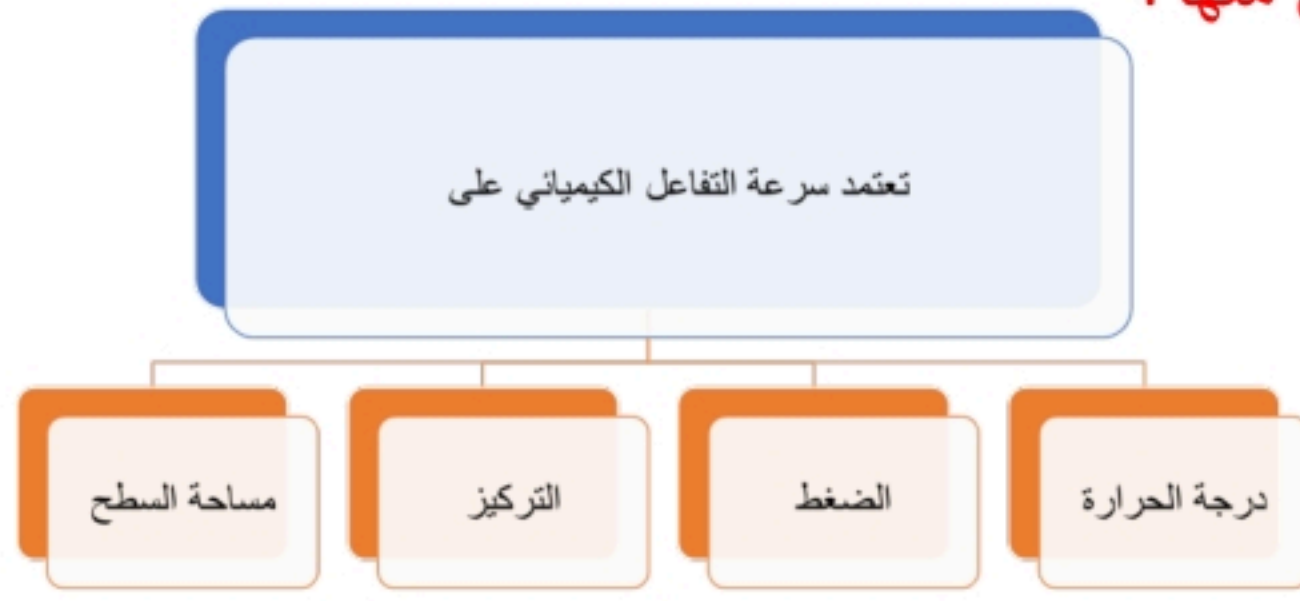 تعتمد سرعة التفاعل الكيميائي على
درجة الحرارة
الضغط
التركيز
مساحة السطح